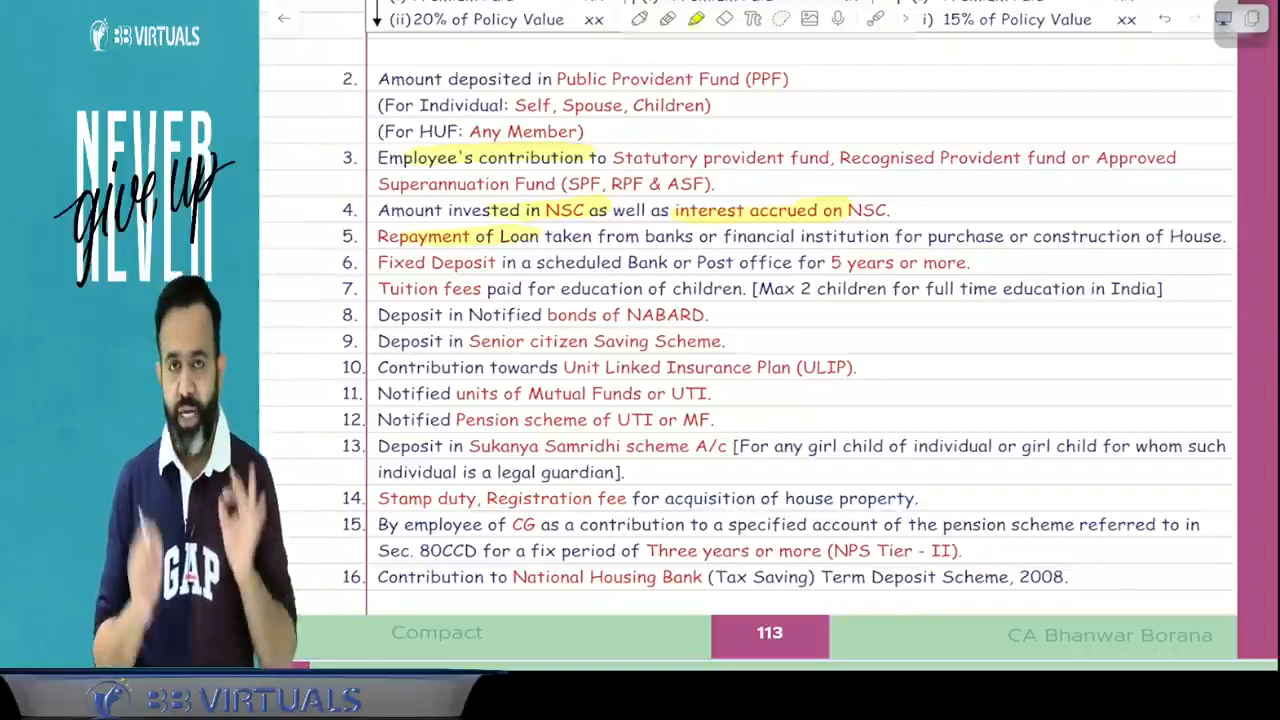 BB VIRTUALS
NEVER
give up
NEVER
(ii) 20% of Policy Value xx
i) 15% of Policy Value xx
2. Amount deposited in Public Provident Fund (PPF)
(For Individual: Self, Spouse, Children)
(For HUF: Any Member)
3. Employee's contribution to Statutory provident fund, Recognised Provident fund or Approved
Superannuation Fund (SPF, RPF & ASF).
4. Amount invested in NSC as well as interest accrued on NSC.
5. Repayment of Loan taken from banks or financial institution for purchase or construction of House.
6. Fixed Deposit in a scheduled Bank or Post office for 5 years or more.
7. Tuition fees paid for education of children. [Max 2 children for full time education in India]
8. Deposit in Notified bonds of NABARD.
9. Deposit in Senior citizen Saving Scheme.
10. Contribution towards Unit Linked Insurance Plan (ULIP).
11. Notified units of Mutual Funds or UTI.
12. Notified Pension scheme of UTI or MF.
13. Deposit in Sukanya Samridhi scheme A/c [For any girl child of individual or girl child for whom such
individual is a legal guardian].
14. Stamp duty, Registration fee for acquisition of house property.
15. By employee of CG as a contribution to a specified account of the pension scheme referred to in
Sec. 80CCD for a fix period of Three years or more (NPS Tier - II).
16. Contribution to National Housing Bank (Tax Saving) Term Deposit Scheme, 2008.
GAP
Compact
113
CA Bhanwar Borana
BB VIRTUALS